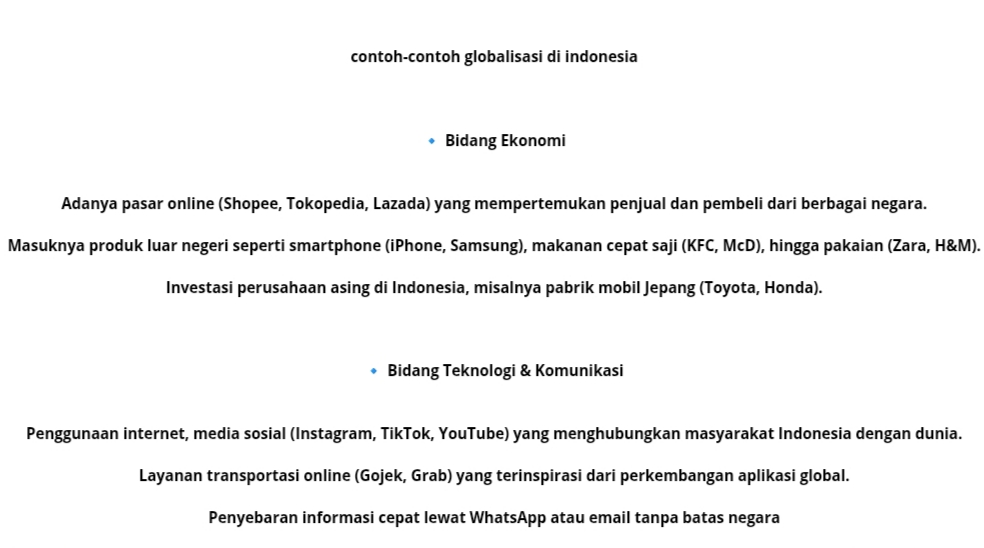 contoh-contoh globalisasi di indonesia
🔹 Bidang Ekonomi
Adanya pasar online (Shopee, Tokopedia, Lazada) yang mempertemukan penjual dan pembeli dari berbagai negara.
Masuknya produk luar negeri seperti smartphone (iPhone, Samsung), makanan cepat saji (KFC, McD), hingga pakaian (Zara, H&M).
Investasi perusahaan asing di Indonesia, misalnya pabrik mobil Jepang (Toyota, Honda).
🔹 Bidang Teknologi & Komunikasi
Penggunaan internet, media sosial (Instagram, TikTok, YouTube) yang menghubungkan masyarakat Indonesia dengan dunia.
Layanan transportasi online (Gojek, Grab) yang terinspirasi dari perkembangan aplikasi global.
Penyebaran informasi cepat lewat WhatsApp atau email tanpa batas negara